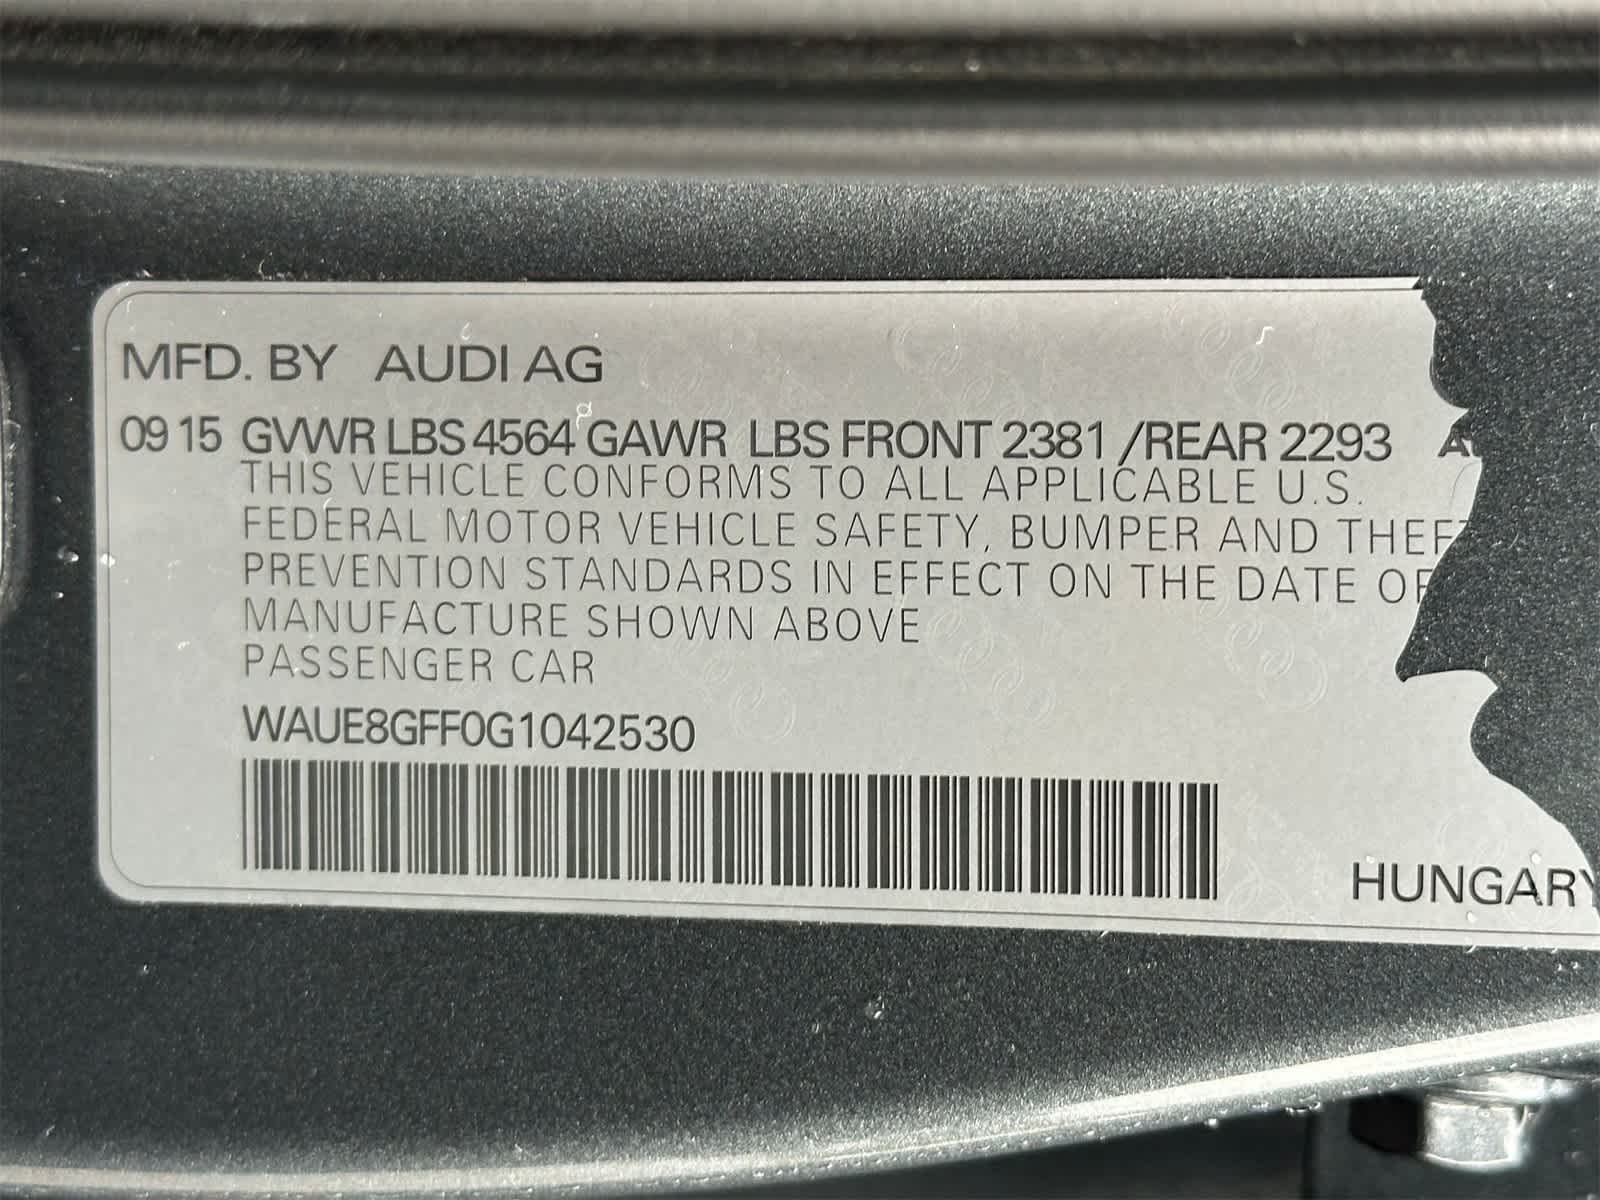 MFD. BY AUDI AG
09 15 GVWR LBS 4564 GAWR LBS FRONT 2381 /REAR 2293
THIS VEHICLE CONFORMS TO ALL APPLICABLE U.S.
FEDERAL MOTOR VEHICLE SAFETY, BUMPER AND THEFT
PREVENTION STANDARDS IN EFFECT ON THE DATE OF
MANUFACTURE SHOWN ABOVE
PASSENGER CAR
WAUE8GFF0G1042530
HUNGARY